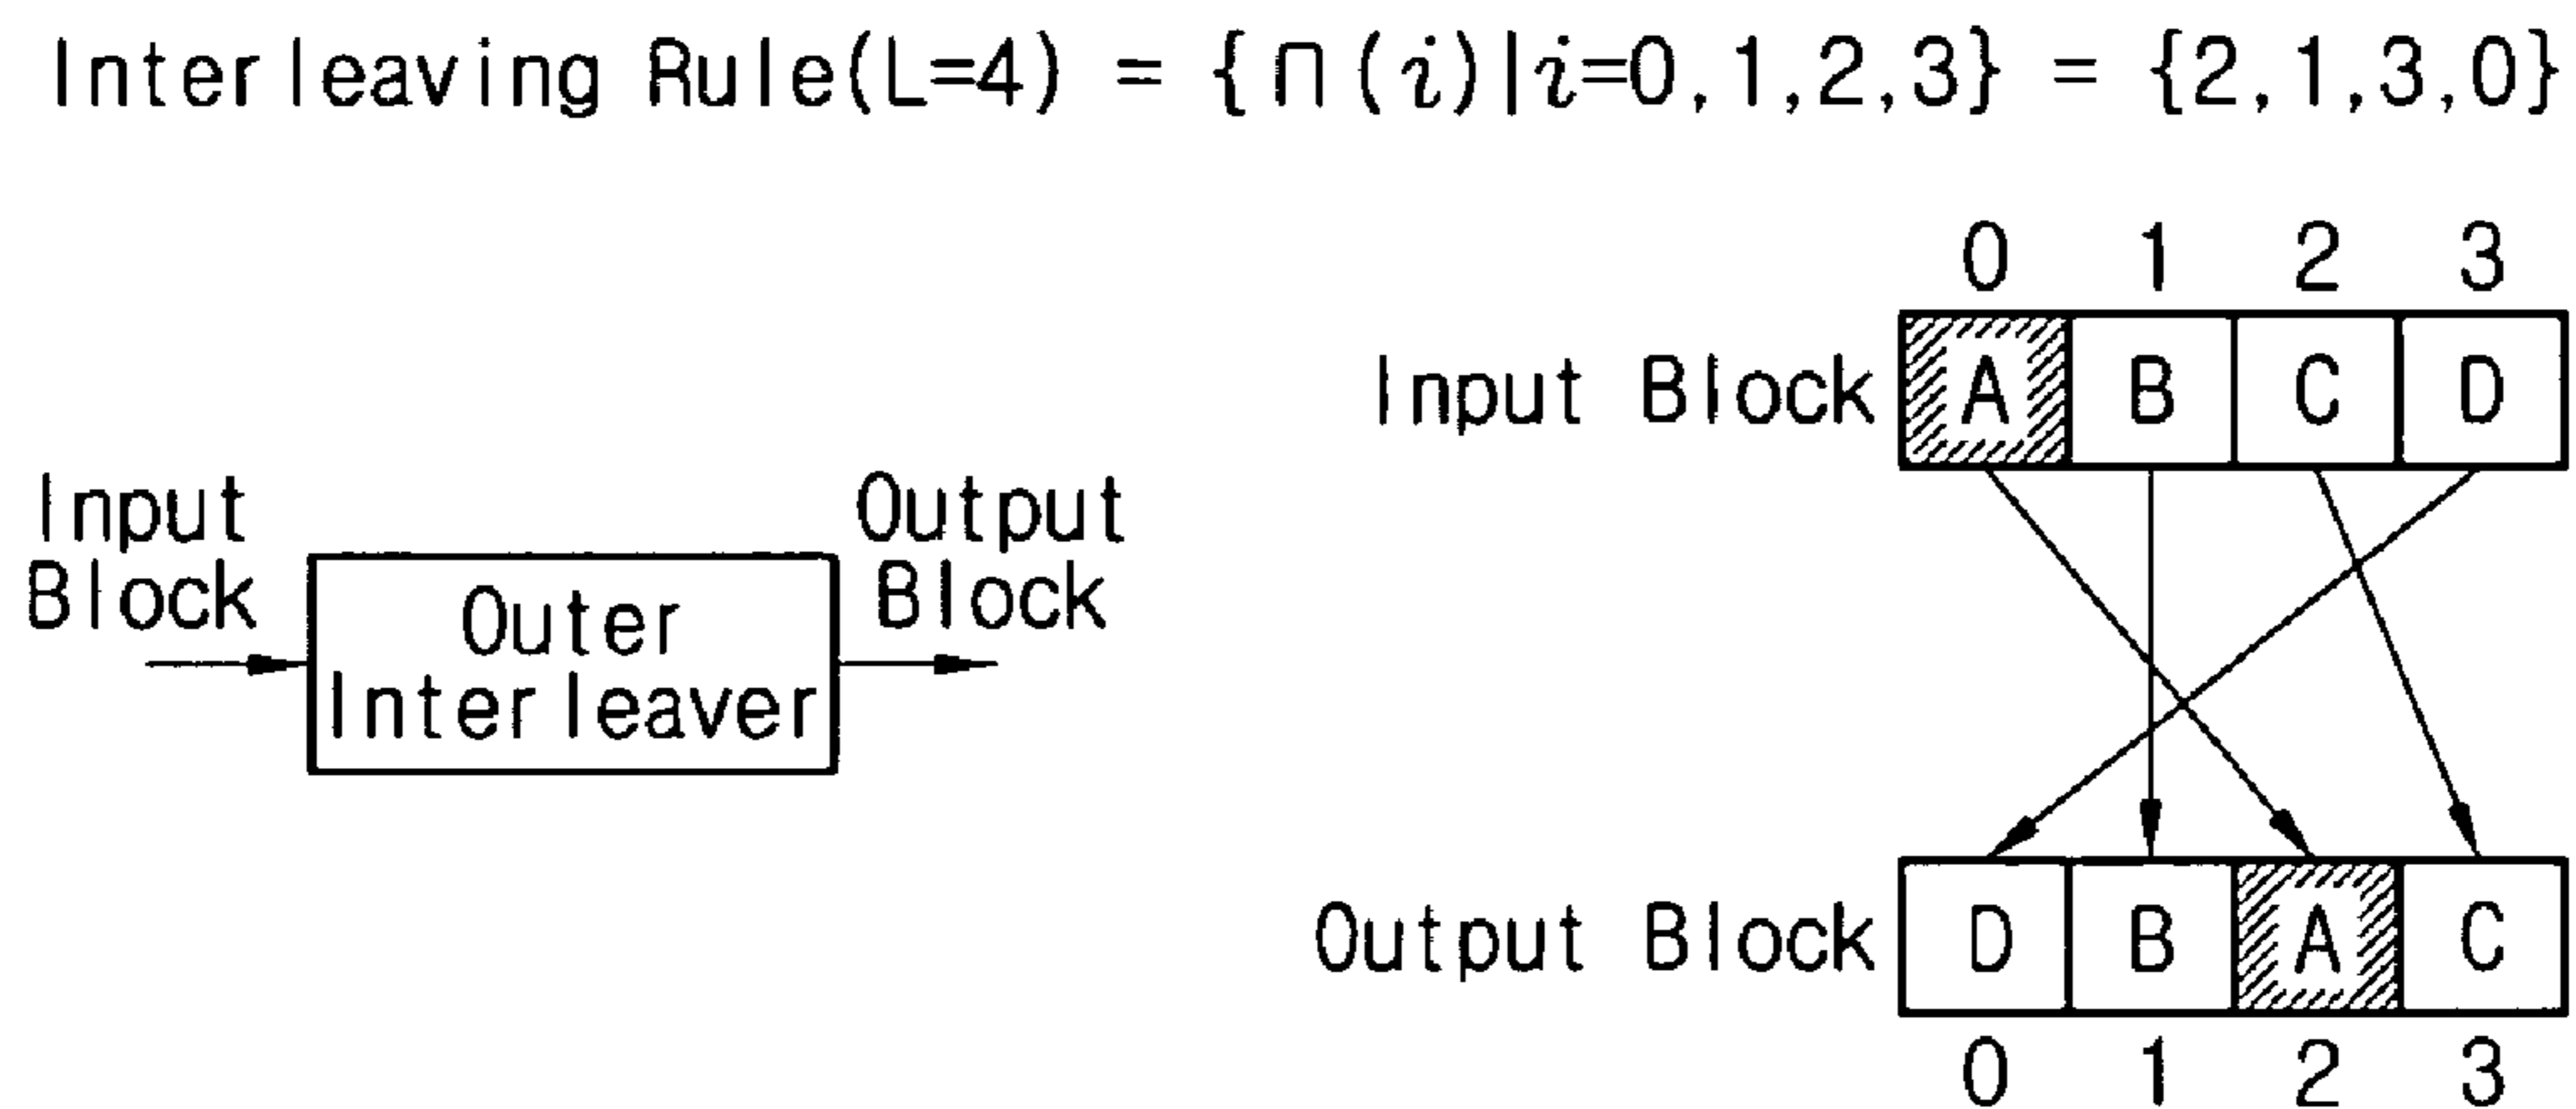 Interleaving Rule(L=4) = {Π(i)|i=0,1,2,3} = {2,1,3,0}
0 1 2 3
Input Block A B C D
Input
Block
Outer
Interleaver
Output
Block
Output Block D B A C
0 1 2 3